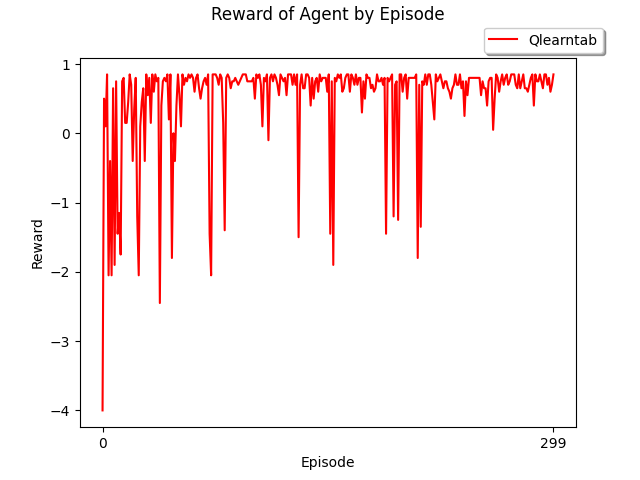 Reward of Agent by Episode
Qlearntab
1
0
−1
−2
−3
−4
Reward
0
299
Episode